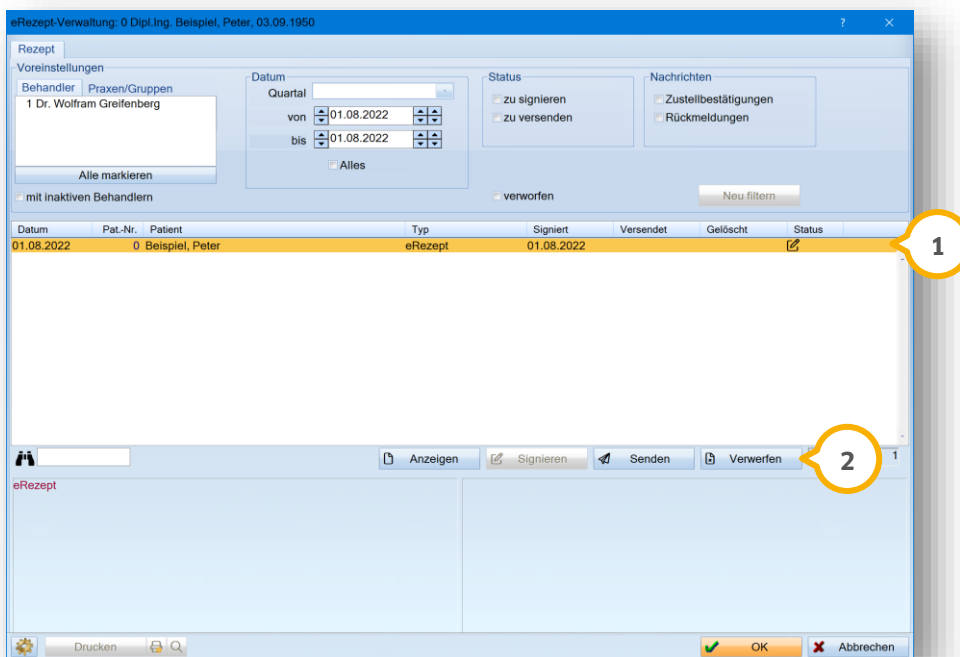 eRezept-Verwaltung: 0 Dipl.Ing. Beispiel, Peter, 03.09.1950 ?
Rezept
Voreinstellungen
Behandler Praxen/Gruppen
1 Dr. Wolfram Greifenberg
Alle markieren
mit inaktiven Behandlern
Datum
Quartal
von 01.08.2022
bis 01.08.2022
Alles
Status
zu signieren
zu versenden
verworfen
Nachrichten
Zustellbestätigungen
Rückmeldungen
Neu filtern
Datum Pat.-Nr. Patient Typ Signiert Versendet Gelöscht Status
01.08.2022 0 Beispiel, Peter eRezept 01.08.2022
1
Anzeigen Signieren Senden Verwerfen 1
2
eRezept
Drucken OK Abbrechen